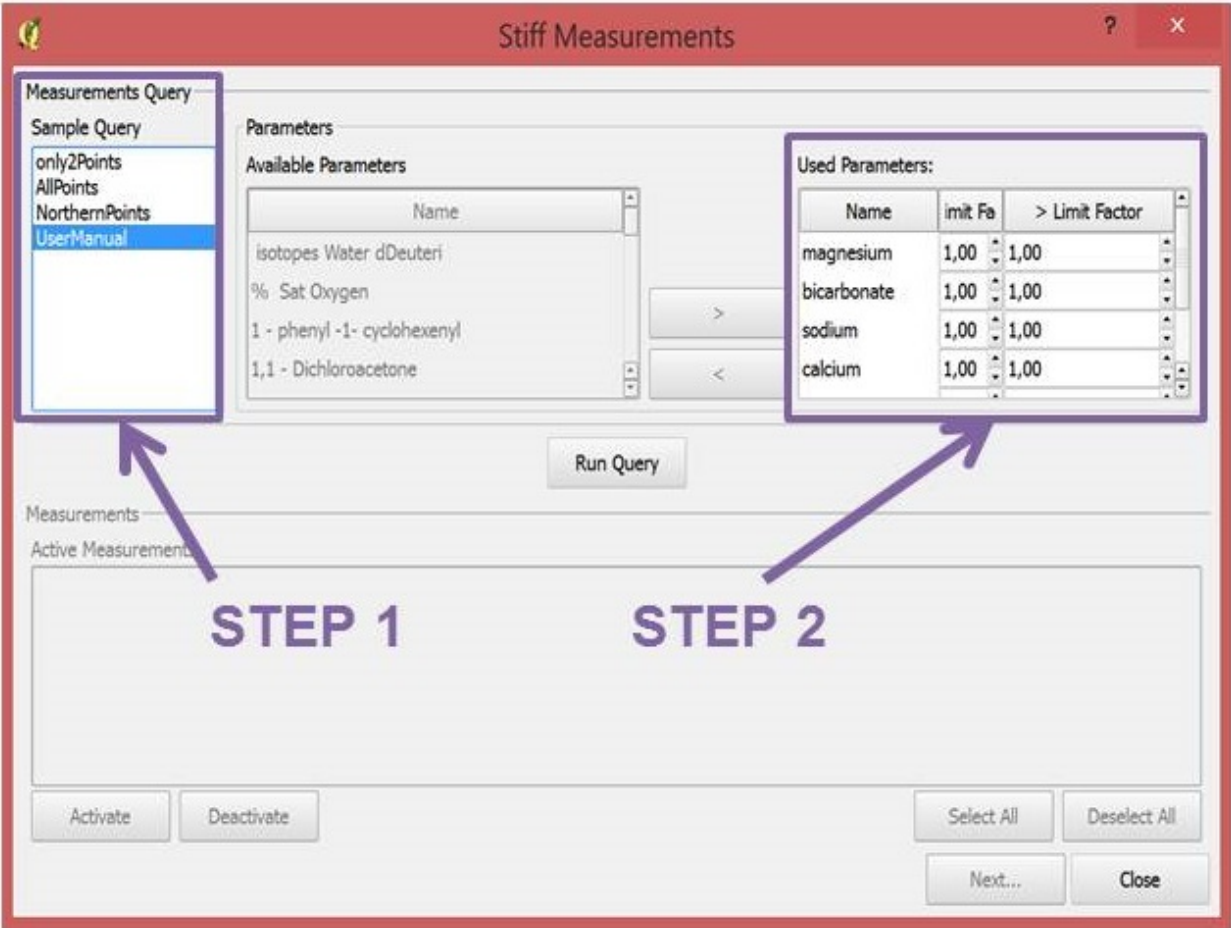 Stiff Measurements ? ×
Measurements Query
Sample Query
only2Points
AllPoints
NorthernPoints
UserManual
Parameters
Available Parameters
Name
isotopes Water dDeuteri
% Sat Oxygen
1 - phenyl -1- cyclohexenyl
1,1 - Dichloroacetone
>
<
Used Parameters:
Name imit Fa > Limit Factor
magnesium 1,00 1,00
bicarbonate 1,00 1,00
sodium 1,00 1,00
calcium 1,00 1,00
Run Query
Measurements
Active Measurement
STEP 1 STEP 2
Activate Deactivate Select All Deselect All
Next... Close